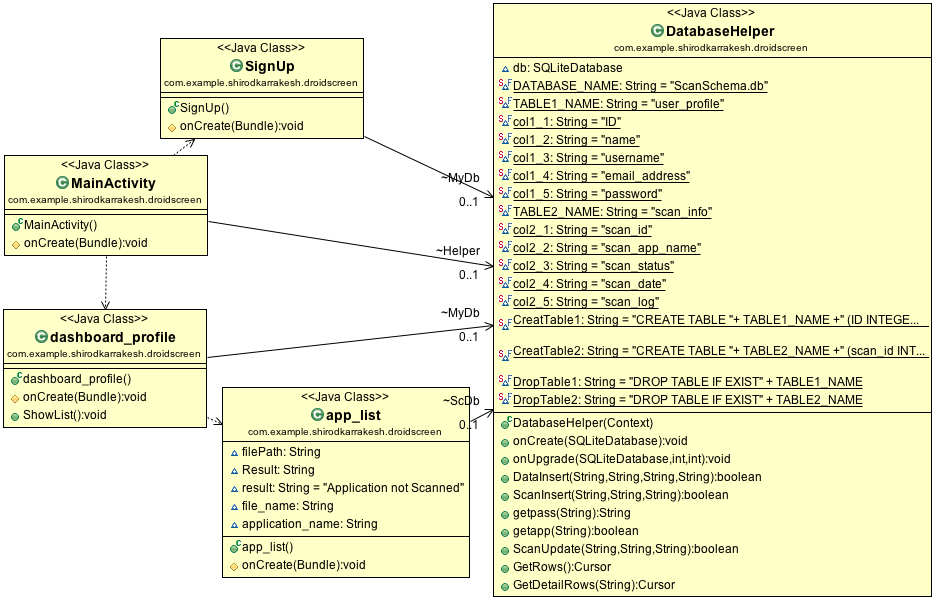 <<Java Class>>
SignUp
com.example.shirodkarrakesh.droidscreen
SignUp()
onCreate(Bundle):void
<<Java Class>>
MainActivity
com.example.shirodkarrakesh.droidscreen
MainActivity()
onCreate(Bundle):void
<<Java Class>>
dashboard_profile
com.example.shirodkarrakesh.droidscreen
dashboard_profile()
onCreate(Bundle):void
ShowList():void
<<Java Class>>
app_list
com.example.shirodkarrakesh.droidscreen
filePath: String
Result: String
result: String = "Application not Scanned"
file_name: String
application_name: String
app_list()
onCreate(Bundle):void
~MyDb
0..1
~Helper
0..1
~MyDb
0..1
~ScDb
0..1
<<Java Class>>
DatabaseHelper
com.example.shirodkarrakesh.droidscreen
db: SQLiteDatabase
DATABASE_NAME: String = "ScanSchema.db"
TABLE1_NAME: String = "user_profile"
col1_1: String = "ID"
col1_2: String = "name"
col1_3: String = "username"
col1_4: String = "email_address"
col1_5: String = "password"
TABLE2_NAME: String = "scan_info"
col2_1: String = "scan_id"
col2_2: String = "scan_app_name"
col2_3: String = "scan_status"
col2_4: String = "scan_date"
col2_5: String = "scan_log"
CreatTable1: String = "CREATE TABLE "+ TABLE1_NAME +" (ID INTEGE...
CreatTable2: String = "CREATE TABLE "+ TABLE2_NAME +" (scan_id INT...
DropTable1: String = "DROP TABLE IF EXIST" + TABLE1_NAME
DropTable2: String = "DROP TABLE IF EXIST" + TABLE2_NAME
DatabaseHelper(Context)
onCreate(SQLiteDatabase):void
onUpgrade(SQLiteDatabase,int,int):void
DataInsert(String,String,String,String):boolean
ScanInsert(String,String,String):boolean
getpass(String):String
getapp(String):boolean
ScanUpdate(String,String,String):boolean
GetRows():Cursor
GetDetailRows(String):Cursor